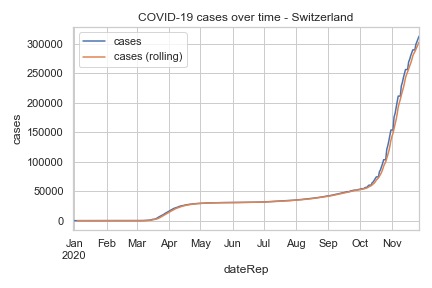 COVID-19 cases over time - Switzerland
cases
cases (rolling)
300000
250000
200000
150000
100000
50000
0
cases
Jan Feb Mar Apr May Jun Jul Aug Sep Oct Nov
2020
dateRep